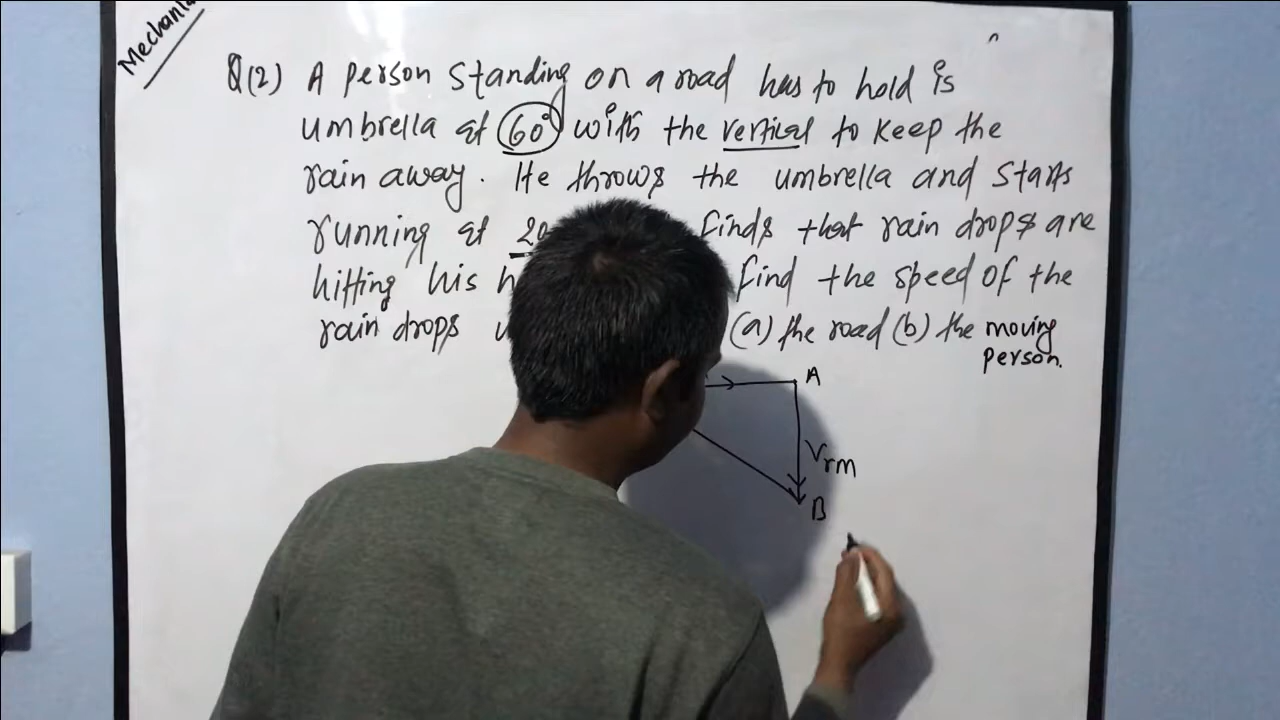 Mechanic
Q(2) A person standing on a road has to hold is
umbrella at 60° with the vertical to keep the
rain away. He throws the umbrella and starts
running at finds that rain drops are
hitting his find the speed of the
rain drops (a) the road (b) the moving
person.
A
Vrm
B